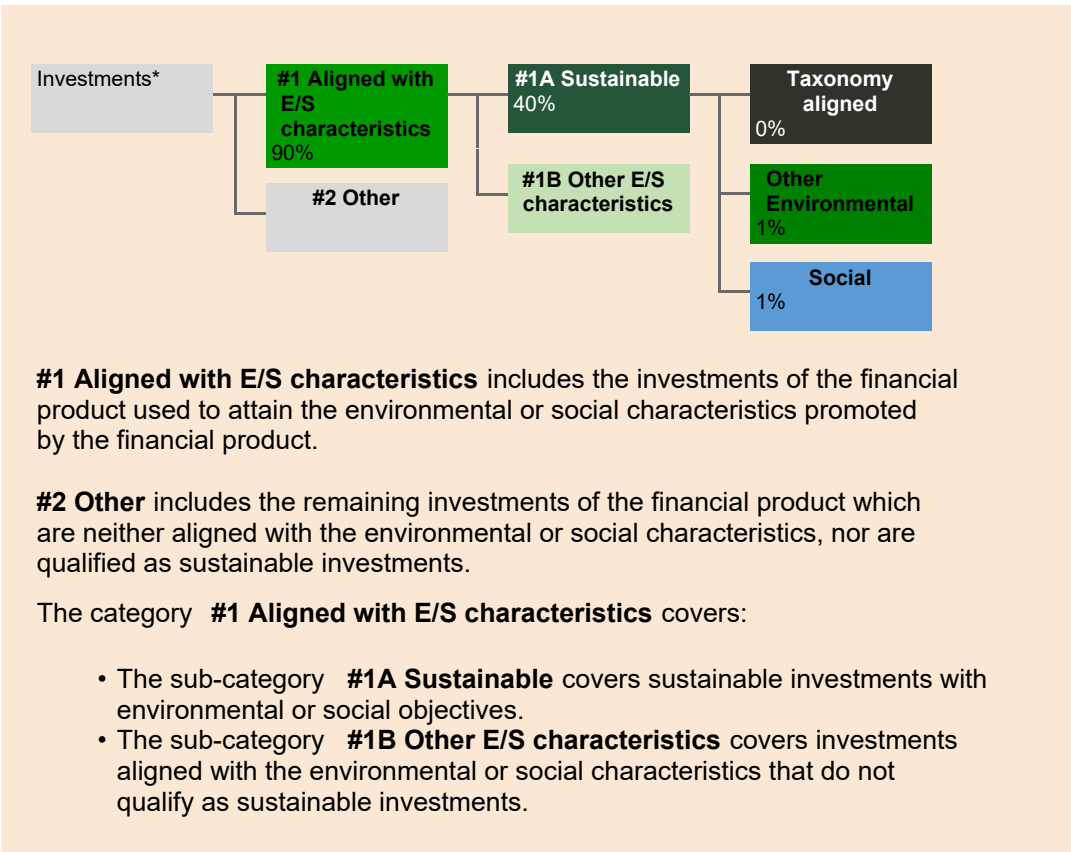 Investments*
#1 Aligned with
E/S
characteristics
90%
#2 Other
#1A Sustainable
40%
#1B Other E/S
characteristics
Taxonomy
aligned
0%
Other
Environmental
1%
Social
1%
#1 Aligned with E/S characteristics includes the investments of the financial
product used to attain the environmental or social characteristics promoted
by the financial product.
#2 Other includes the remaining investments of the financial product which
are neither aligned with the environmental or social characteristics, nor are
qualified as sustainable investments.
The category #1 Aligned with E/S characteristics covers:
• The sub-category #1A Sustainable covers sustainable investments with
environmental or social objectives.
• The sub-category #1B Other E/S characteristics covers investments
aligned with the environmental or social characteristics that do not
qualify as sustainable investments.